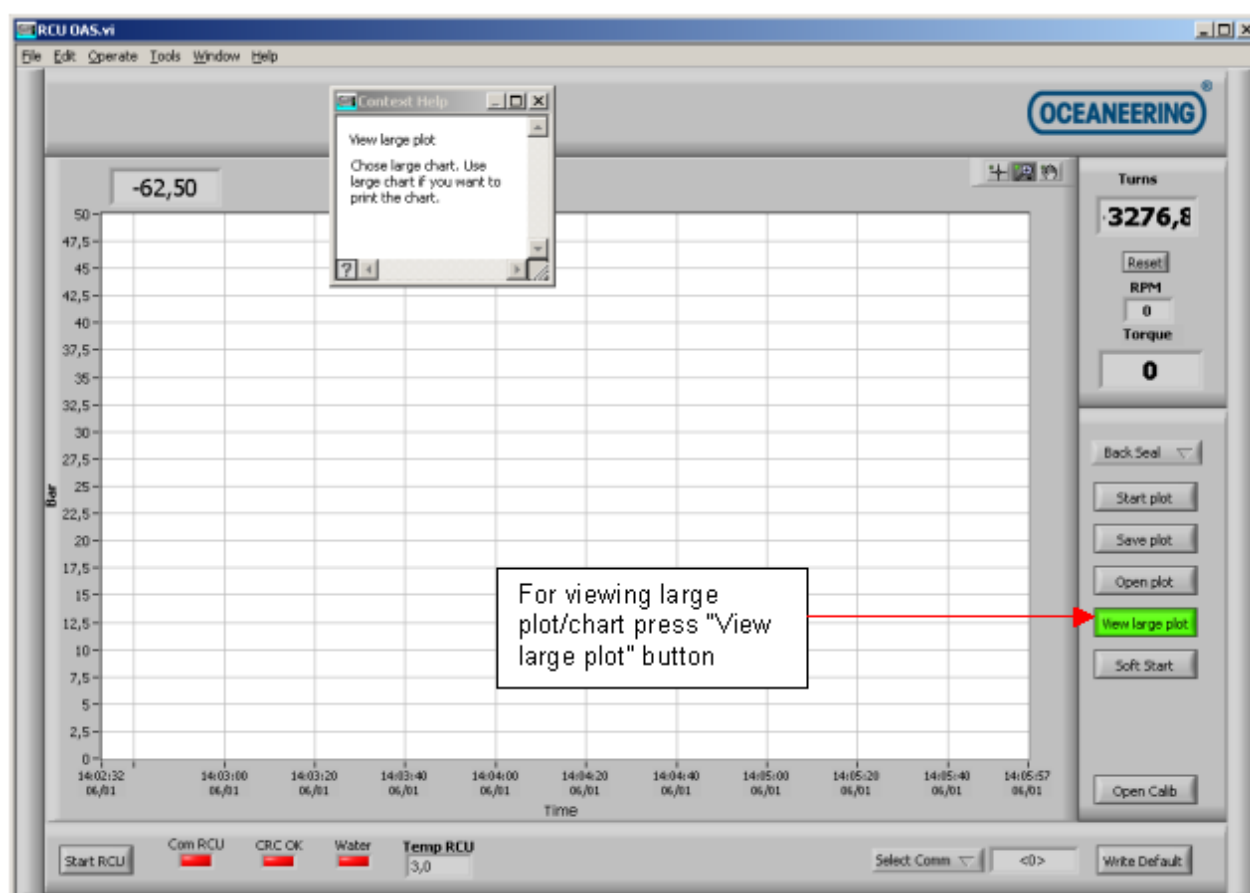 RCU OAS.vi
File Edit Operate Tools Window Help
Context Help
View large plot
Chose large chart. Use
large chart if you want to
print the chart.
?
OCEANEERING®
-62,50
50
47,5
45
42,5
40
37,5
35
32,5
30
27,5
25
22,5
20
17,5
15
12,5
10
7,5
5
2,5
0
Bar
14:02:32 14:03:00 14:03:20 14:03:40 14:04:00 14:04:20 14:04:40 14:05:00 14:05:20 14:05:40 14:05:57
06/01 06/01 06/01 06/01 06/01 06/01 06/01 06/01 06/01 06/01 06/01
Time
For viewing large
plot/chart press "View
large plot" button
Turns
-3276,8
Reset
RPM
0
Torque
0
Back Seal
Start plot
Save plot
Open plot
View large plot
Soft Start
Open Calib
Start RCU
Com RCU CRC OK Water Temp RCU
3,0
Select Comm <0> Write Default